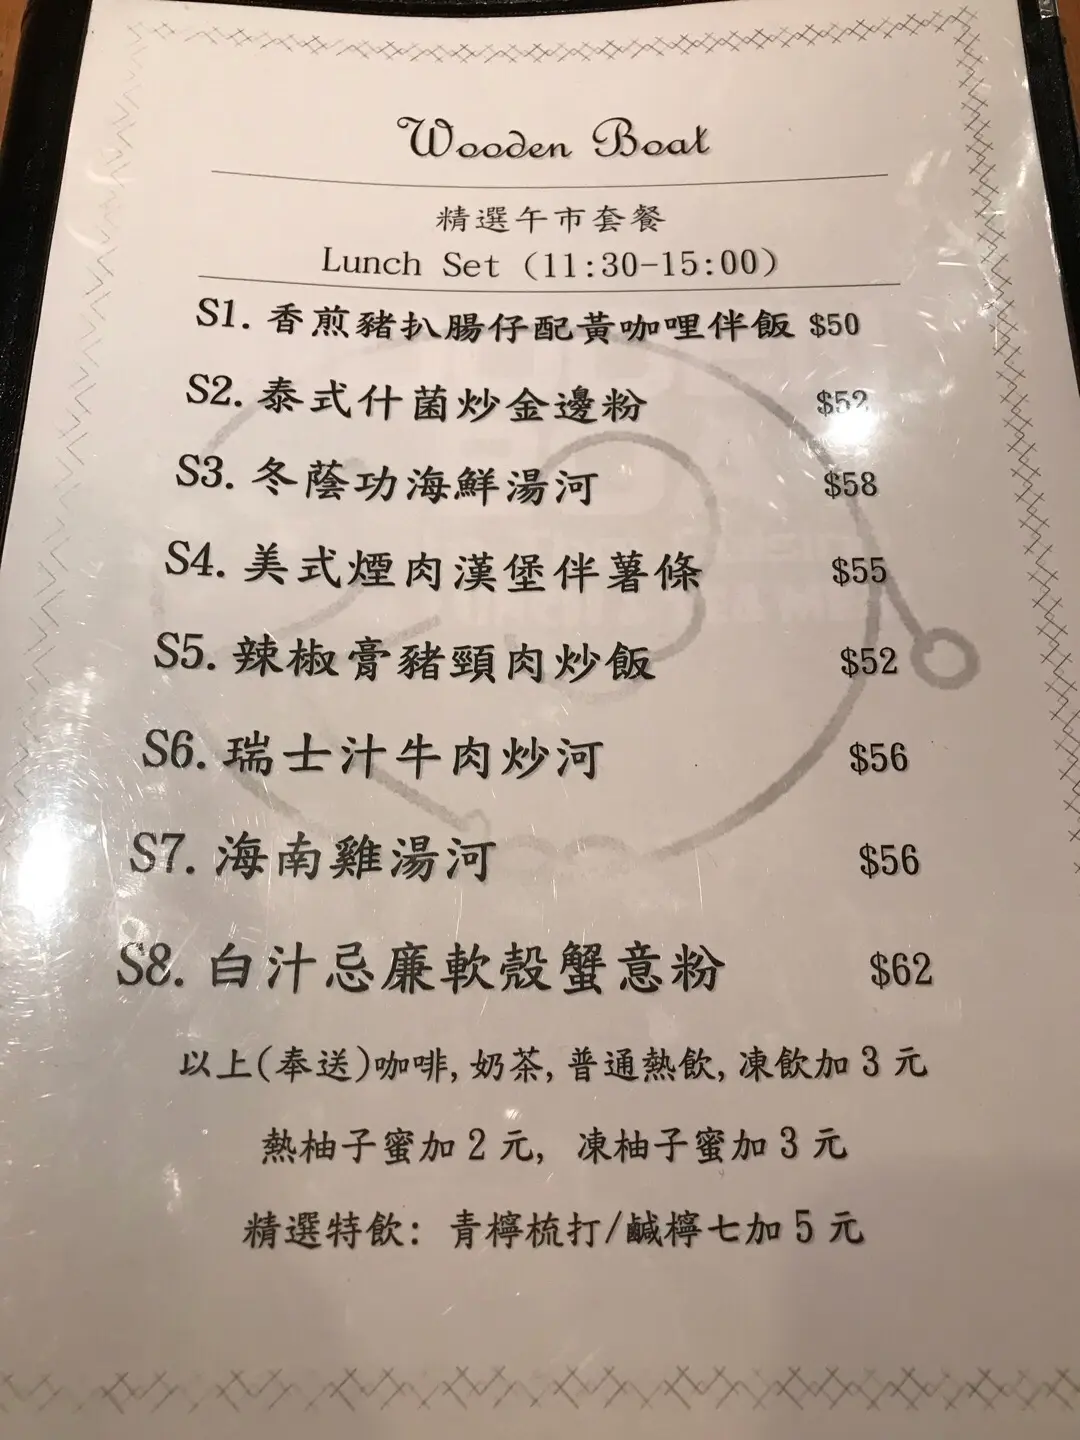 Wooden Boat
精選午市套餐
Lunch Set (11:30-15:00)
S1. 香煎豬扒腸仔配黃咖哩伴飯 $50
S2. 泰式什菌炒金邊粉 $52
S3. 冬蔭功海鮮湯河 $58
S4. 美式煙肉漢堡伴薯條 $55
S5. 辣椒膏豬頸肉炒飯 $52
S6. 瑞士汁牛肉炒河 $56
S7. 海南雞湯河 $56
S8. 白汁忌廉軟殼蟹意粉 $62
以上(奉送)咖啡, 奶茶, 普通熱飲, 凍飲加 3 元
熱柚子蜜加 2 元, 凍柚子蜜加 3 元
精選特飲: 青檸梳打/鹹檸七加 5 元